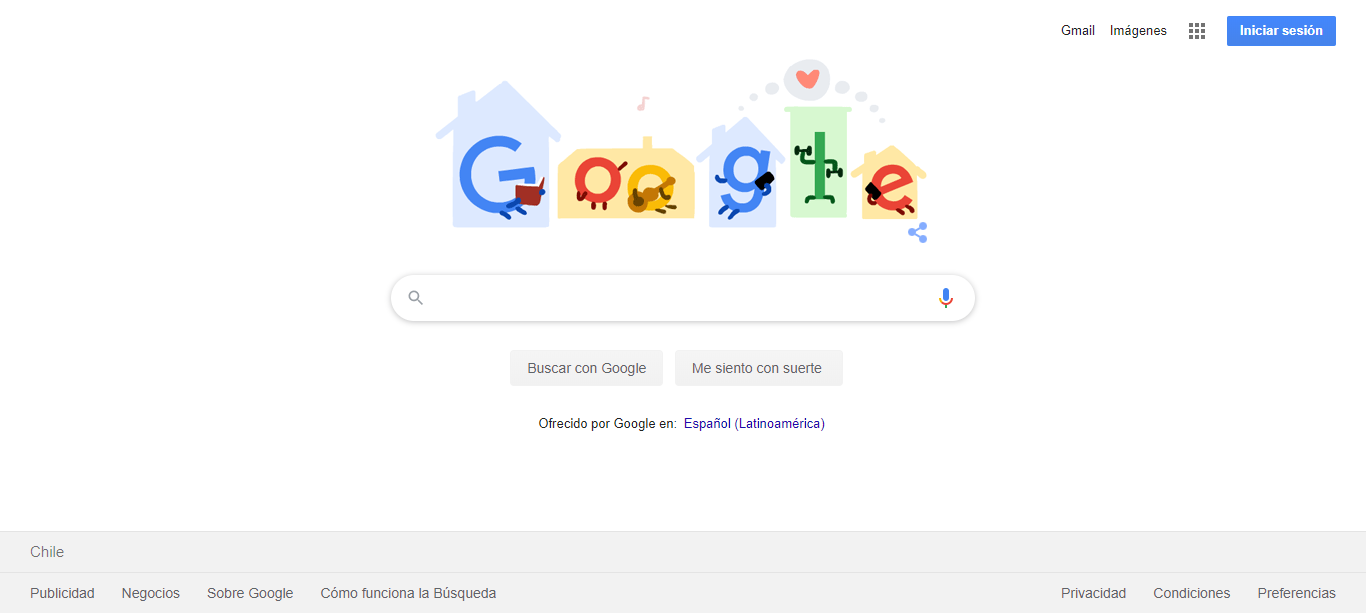 Gmail Imágenes Iniciar sesión
Google
Buscar con Google Me siento con suerte
Ofrecido por Google en: Español (Latinoamérica)
Chile
Publicidad Negocios Sobre Google Cómo funciona la Búsqueda Privacidad Condiciones Preferencias